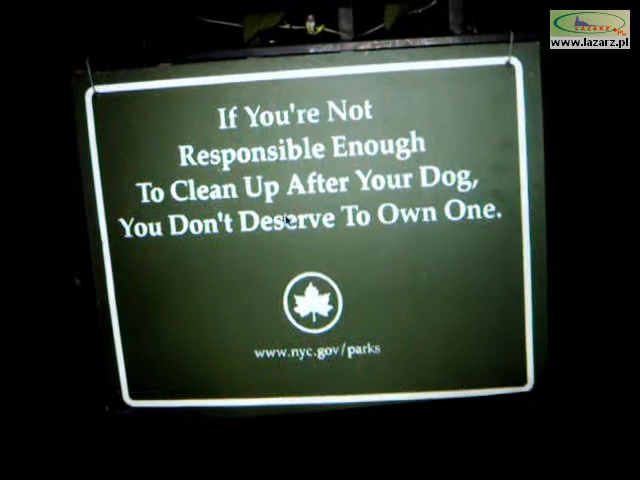 LAZARZ.PL
www.lazarz.pl
If You're Not
Responsible Enough
To Clean Up After Your Dog,
You Don't Deserve To Own One.
www.nyc.gov/parks